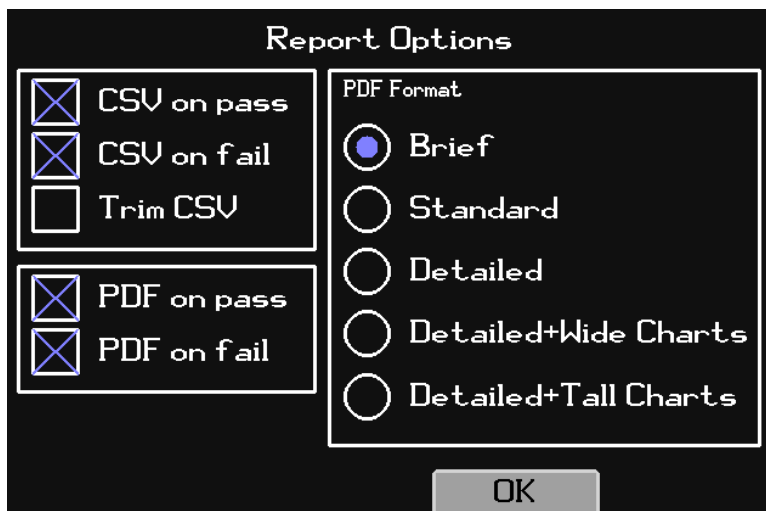 Report Options
CSV on pass
CSV on fail
Trim CSV
PDF on pass
PDF on fail
PDF Format
Brief
Standard
Detailed
Detailed+Wide Charts
Detailed+Tall Charts
OK